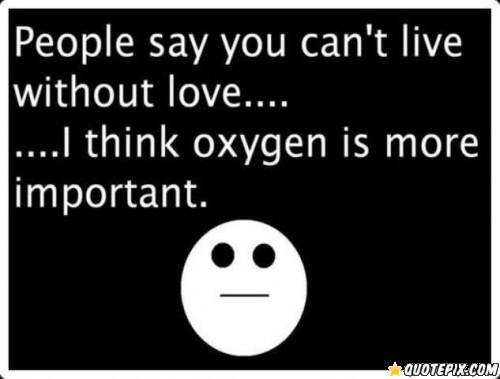 People say you can't live
without love....
....I think oxygen is more
important.
QUOTEPIX.COM